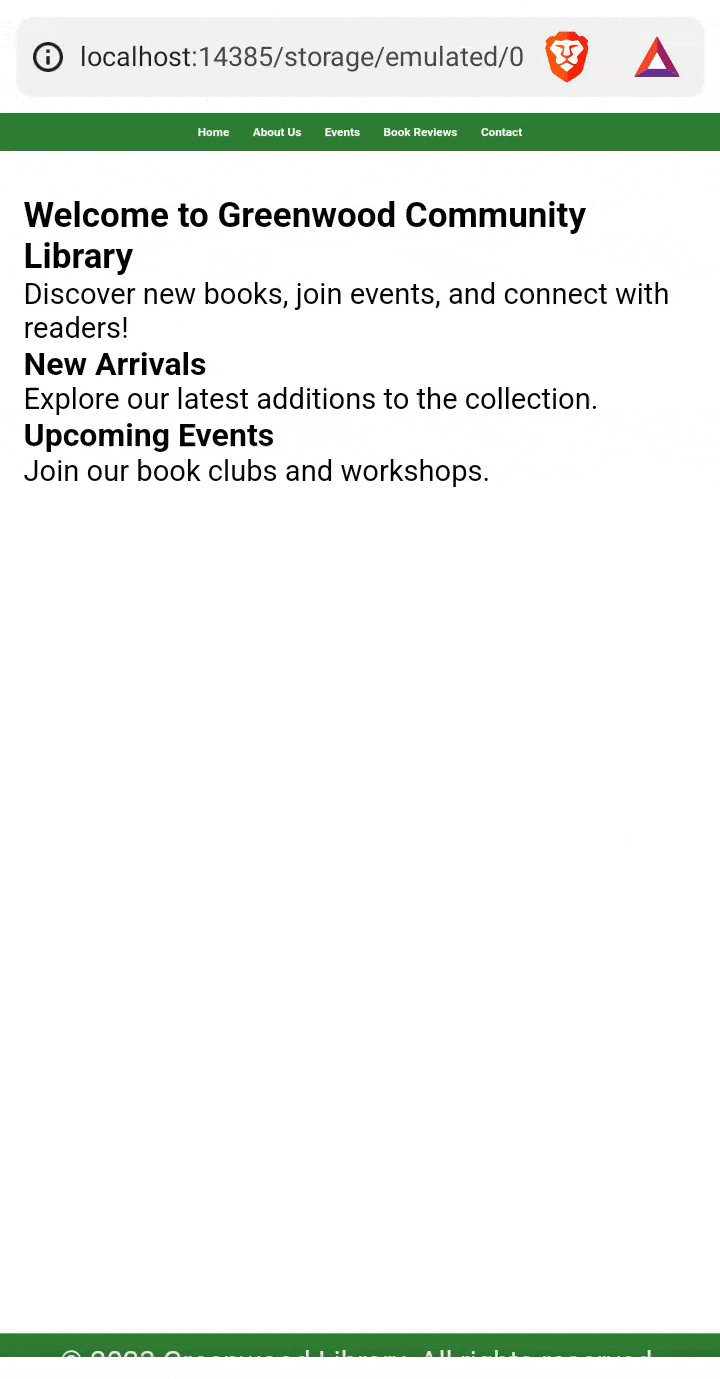 localhost:14385/storage/emulated/0
Home About Us Events Book Reviews Contact
Welcome to Greenwood Community
Library
Discover new books, join events, and connect with
readers!
New Arrivals
Explore our latest additions to the collection.
Upcoming Events
Join our book clubs and workshops.
Greenwood Library. All rights reserved.